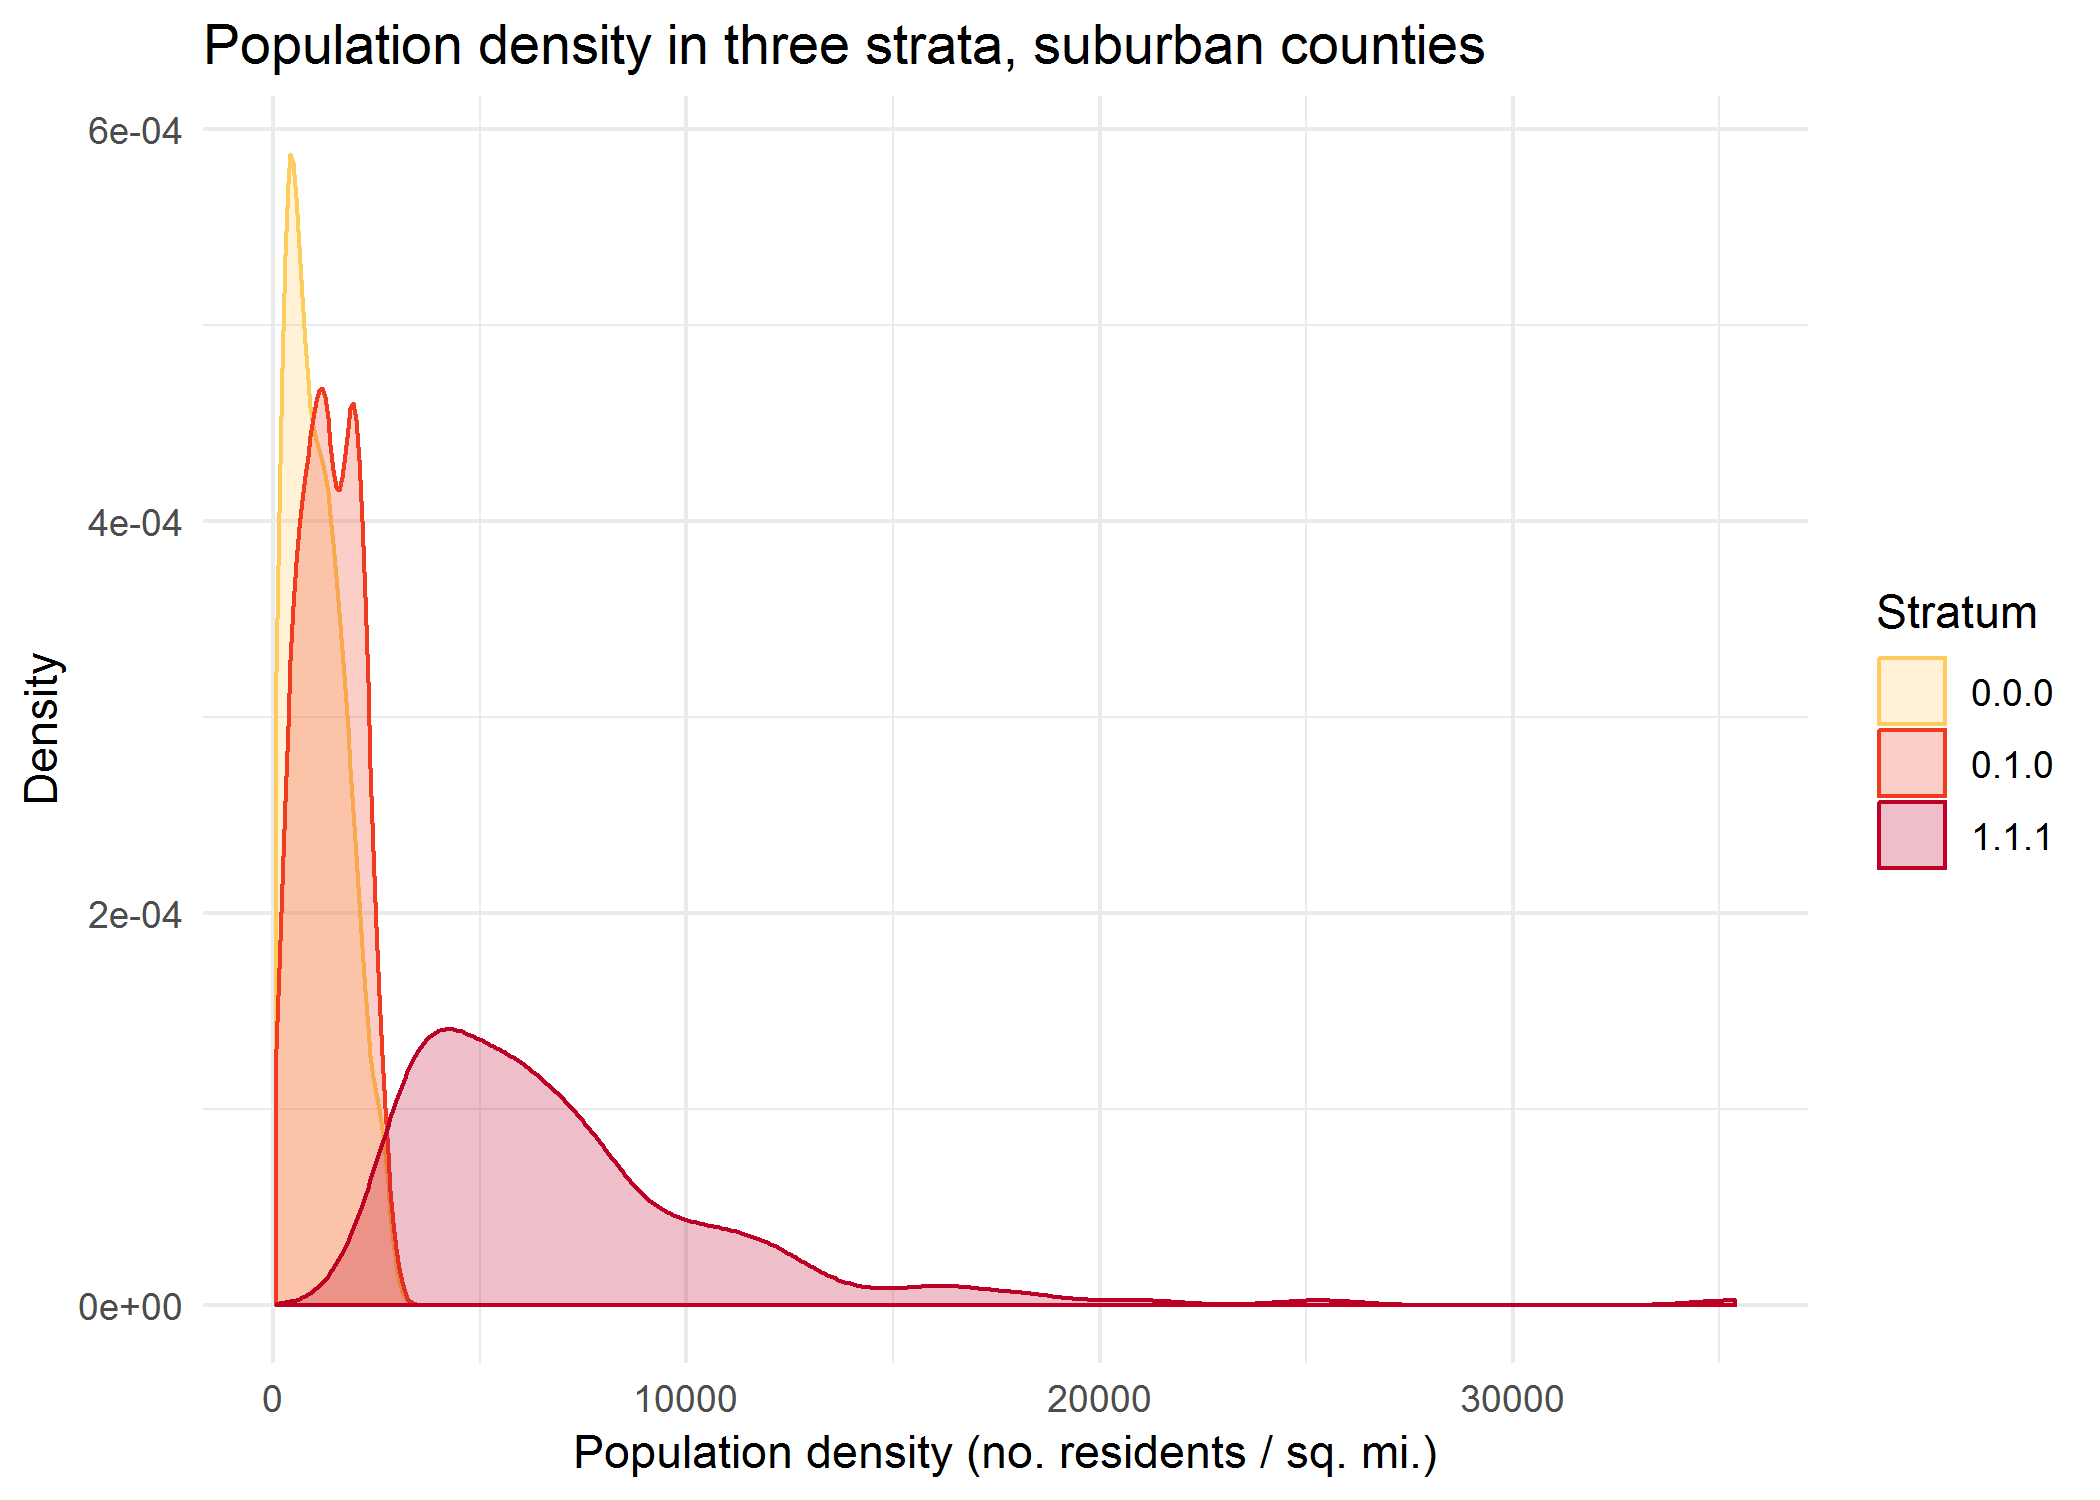 Population density in three strata, suburban counties
6e-04
4e-04
2e-04
0e+00
Density
0
10000
20000
30000
Population density (no. residents / sq. mi.)
Stratum
0.0.0
0.1.0
1.1.1